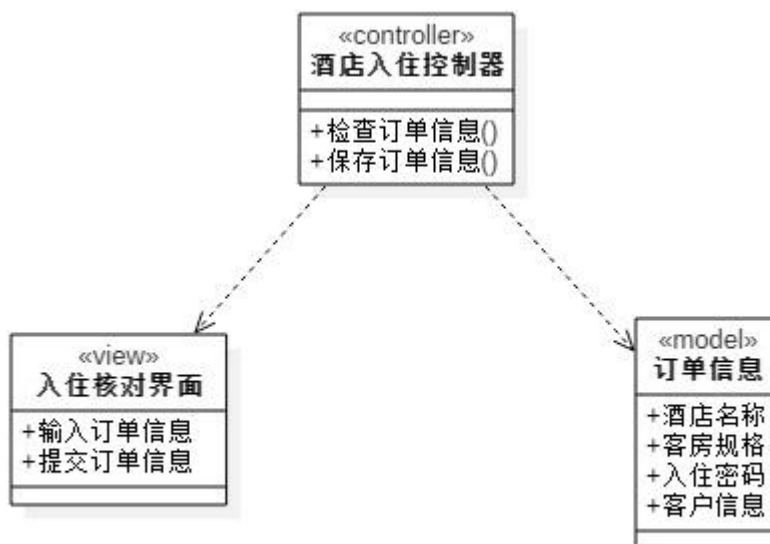 «controller»
酒店入住控制器
+检查订单信息()
+保存订单信息()
«view»
入住核对界面
+输入订单信息
+提交订单信息
«model»
订单信息
+酒店名称
+客房规格
+入住密码
+客户信息